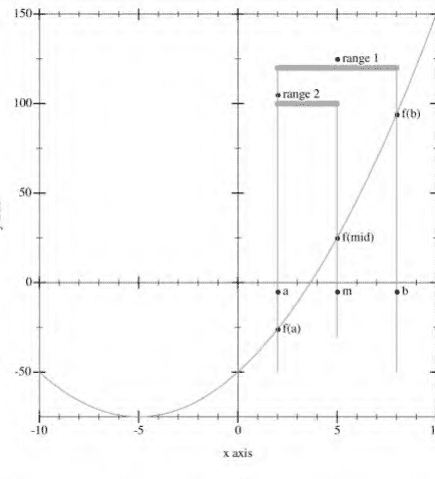 150
range 1
100
range 2
f(b)
50
f(mid)
0
a
m
b
f(a)
-50
-10
-5
0
5
x axis